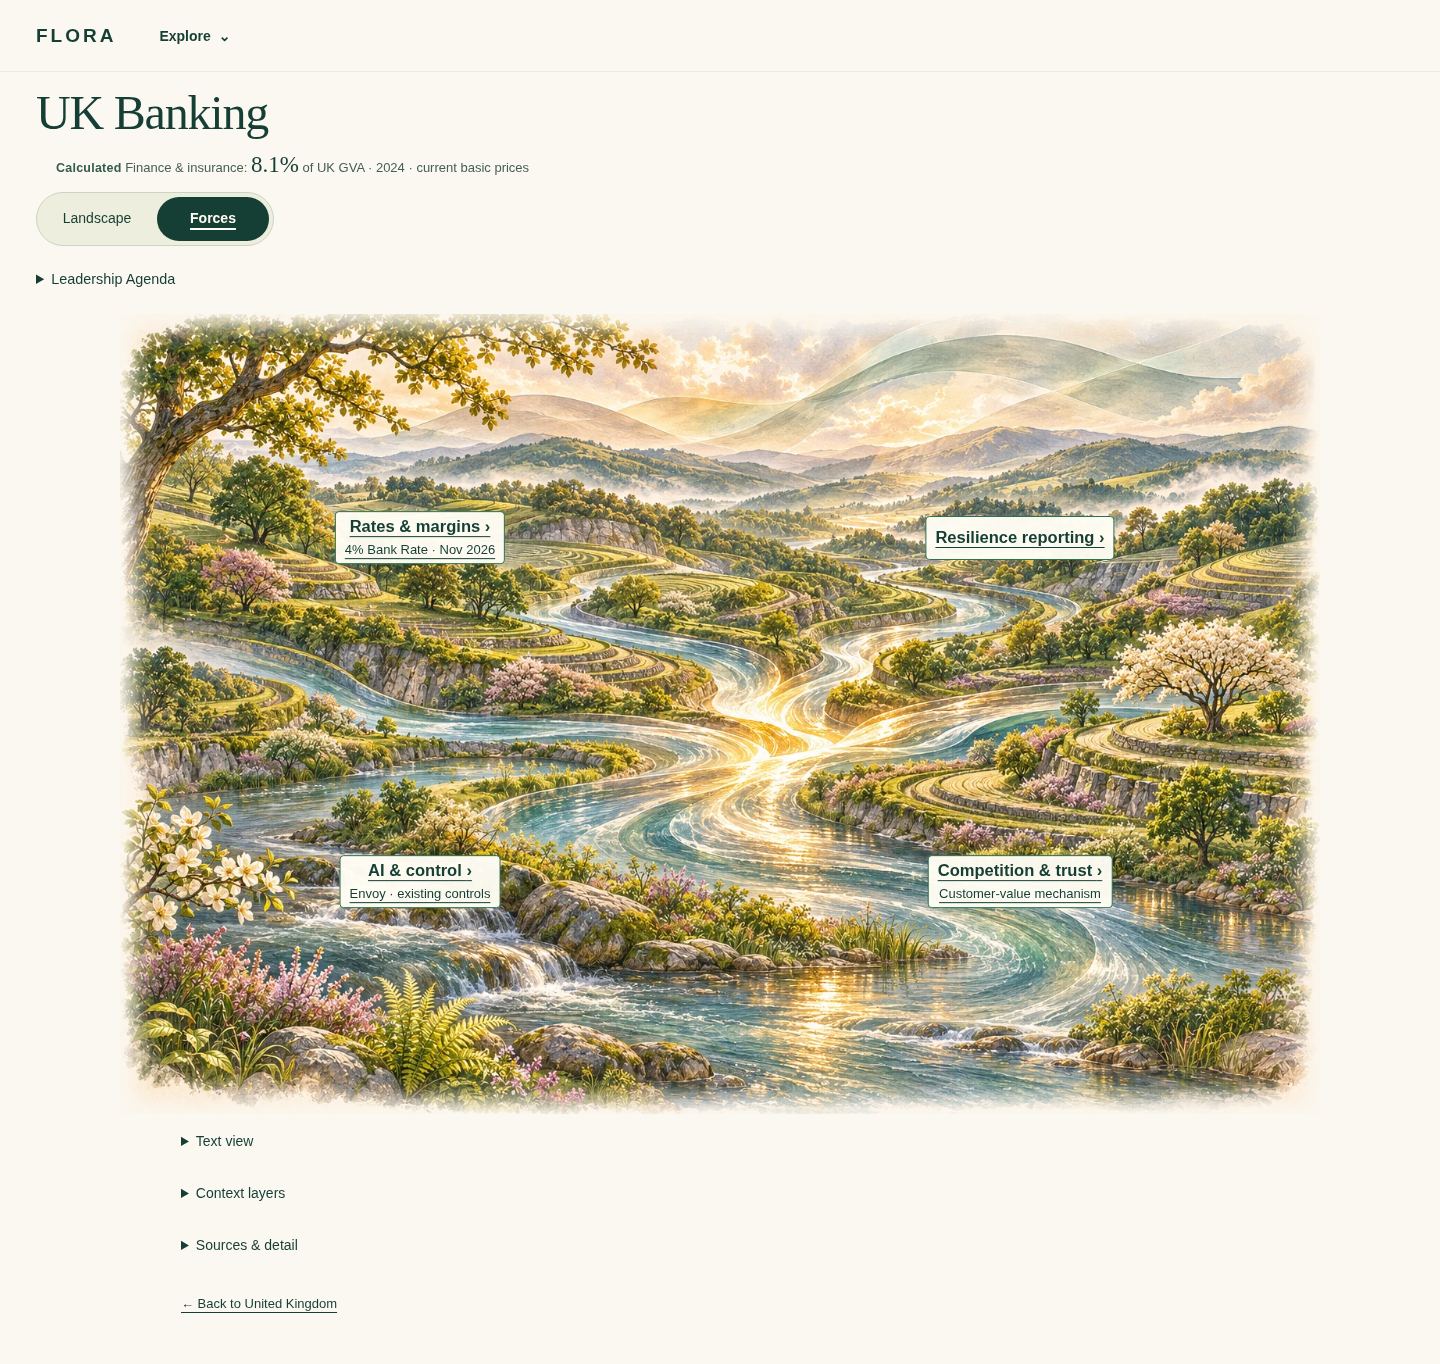 FLORA
Explore ⌄
UK Banking
Calculated Finance & insurance: 8.1% of UK GVA · 2024 · current basic prices
Landscape
Forces
▶ Leadership Agenda
Rates & margins ›
4% Bank Rate · Nov 2026
Resilience reporting ›
AI & control ›
Envoy · existing controls
Competition & trust ›
Customer-value mechanism
▶ Text view
▶ Context layers
▶ Sources & detail
← Back to United Kingdom